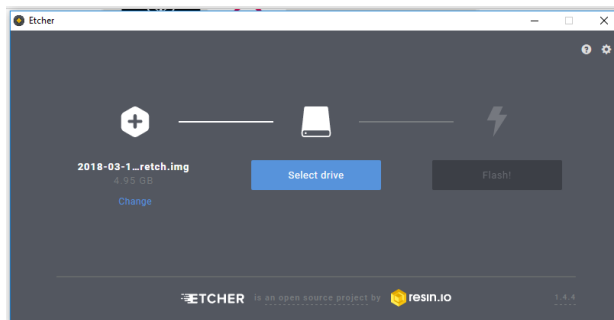 Etcher
2018-03-1...retch.img
4.95 GB
Change
Select drive
Flash!
ETCHER is an open source project by resin.io 1.4.4